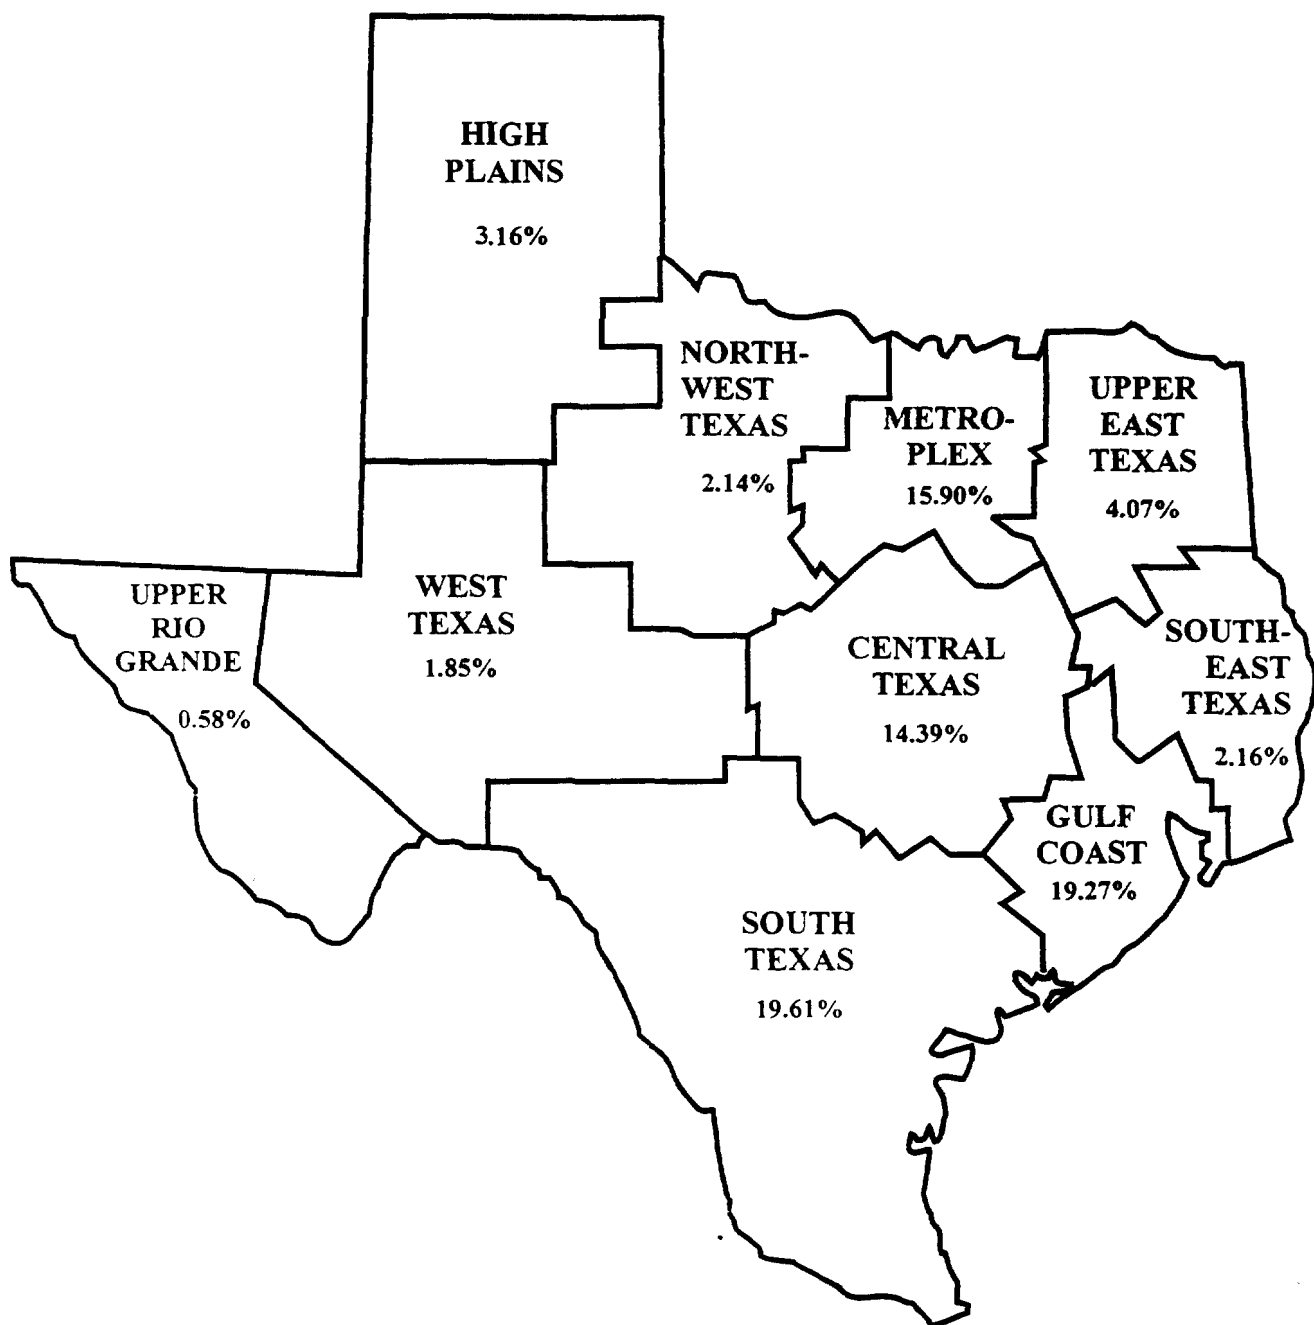 HIGH
PLAINS
3.16%
NORTH-
WEST
TEXAS
2.14%
METRO-
PLEX
15.90%
UPPER
EAST
TEXAS
4.07%
UPPER
RIO
GRANDE
0.58%
WEST
TEXAS
1.85%
CENTRAL
TEXAS
14.39%
SOUTH-
EAST
TEXAS
2.16%
GULF
COAST
19.27%
SOUTH
TEXAS
19.61%